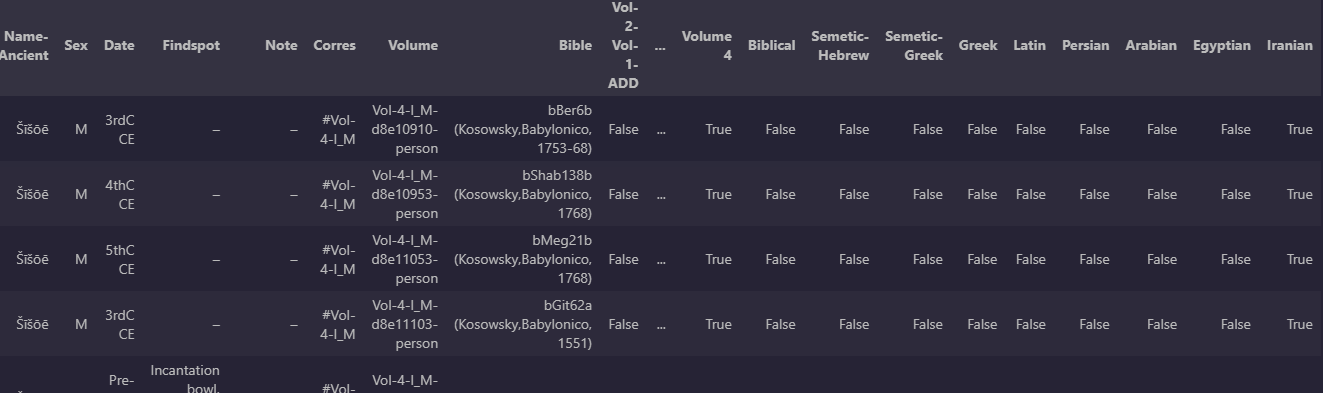 Name-Ancient Sex Date Findspot Note Corres Volume Bible Vol-2-Vol-1-ADD ... Volume 4 Biblical Semetic-Hebrew Semetic-Greek Greek Latin Persian Arabian Egyptian Iranian
Šīšōē M 3rdC CE – – #Vol-4-I_M Vol-4-I_M-d8e10910-person bBer6b (Kosowsky,Babylonico, 1753-68) False ... True False False False False False False False False True
Šīšōē M 4thC CE – – #Vol-4-I_M Vol-4-I_M-d8e10953-person bShab138b (Kosowsky,Babylonico, 1768) False ... True False False False False False False False False True
Šīšōē M 5thC CE – – #Vol-4-I_M Vol-4-I_M-d8e11053-person bMeg21b (Kosowsky,Babylonico, 1768) False ... True False False False False False False False False True
Šīšōē M 3rdC CE – – #Vol-4-I_M Vol-4-I_M-d8e11103-person bGit62a (Kosowsky,Babylonico, 1551) False ... True False False False False False False False False True
Pre- Incantation bowl, #Vol- Vol-4-I_M-